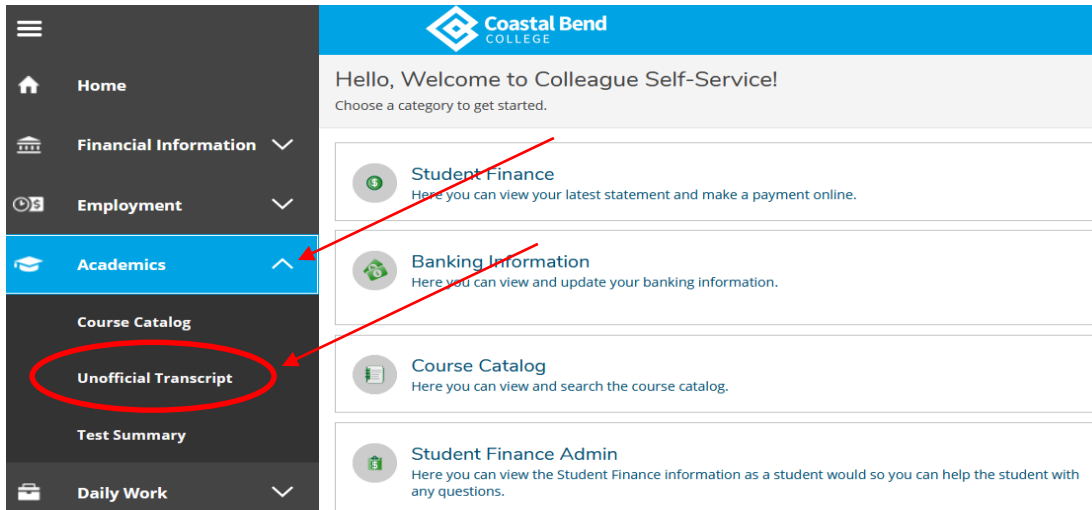 Coastal Bend
COLLEGE
Home
Financial Information
Employment
Academics
Course Catalog
Unofficial Transcript
Test Summary
Daily Work
Hello, Welcome to Colleague Self-Service!
Choose a category to get started.
Student Finance
Here you can view your latest statement and make a payment online.
Banking Information
Here you can view and update your banking information.
Course Catalog
Here you can view and search the course catalog.
Student Finance Admin
Here you can view the Student Finance information as a student would so you can help the student with
any questions.